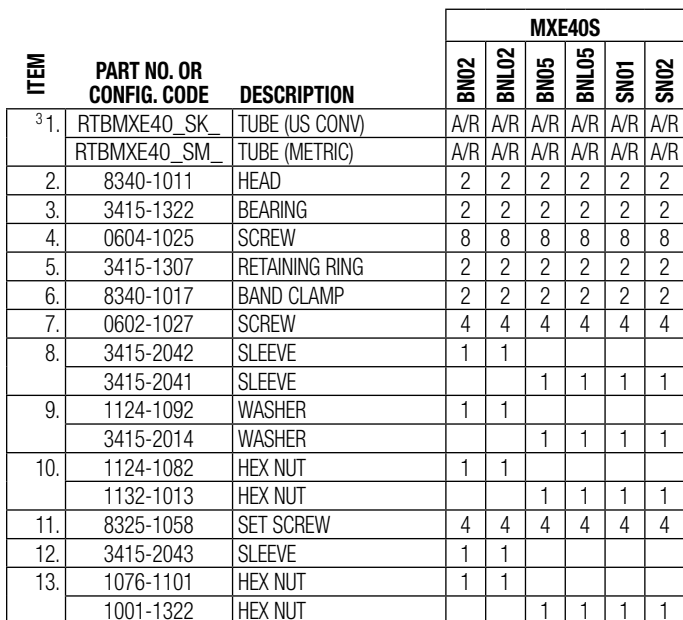 MXE40S
ITEM PART NO. OR CONFIG. CODE DESCRIPTION BN02 BNL02 BN05 BNL05 SN01 SN02
³1. RTBMXE40_SK_ TUBE (US CONV) A/R A/R A/R A/R A/R A/R
RTBMXE40_SM_ TUBE (METRIC) A/R A/R A/R A/R A/R A/R
2. 8340-1011 HEAD 2 2 2 2 2 2
3. 3415-1322 BEARING 2 2 2 2 2 2
4. 0604-1025 SCREW 8 8 8 8 8 8
5. 3415-1307 RETAINING RING 2 2 2 2 2 2
6. 8340-1017 BAND CLAMP 2 2 2 2 2 2
7. 0602-1027 SCREW 4 4 4 4 4 4
8. 3415-2042 SLEEVE 1 1
3415-2041 SLEEVE 1 1 1 1
9. 1124-1092 WASHER 1 1
3415-2014 WASHER 1 1 1 1
10. 1124-1082 HEX NUT 1 1
1132-1013 HEX NUT 1 1 1 1
11. 8325-1058 SET SCREW 4 4 4 4 4 4
12. 3415-2043 SLEEVE 1 1
13. 1076-1101 HEX NUT 1 1
1001-1322 HEX NUT 1 1 1 1